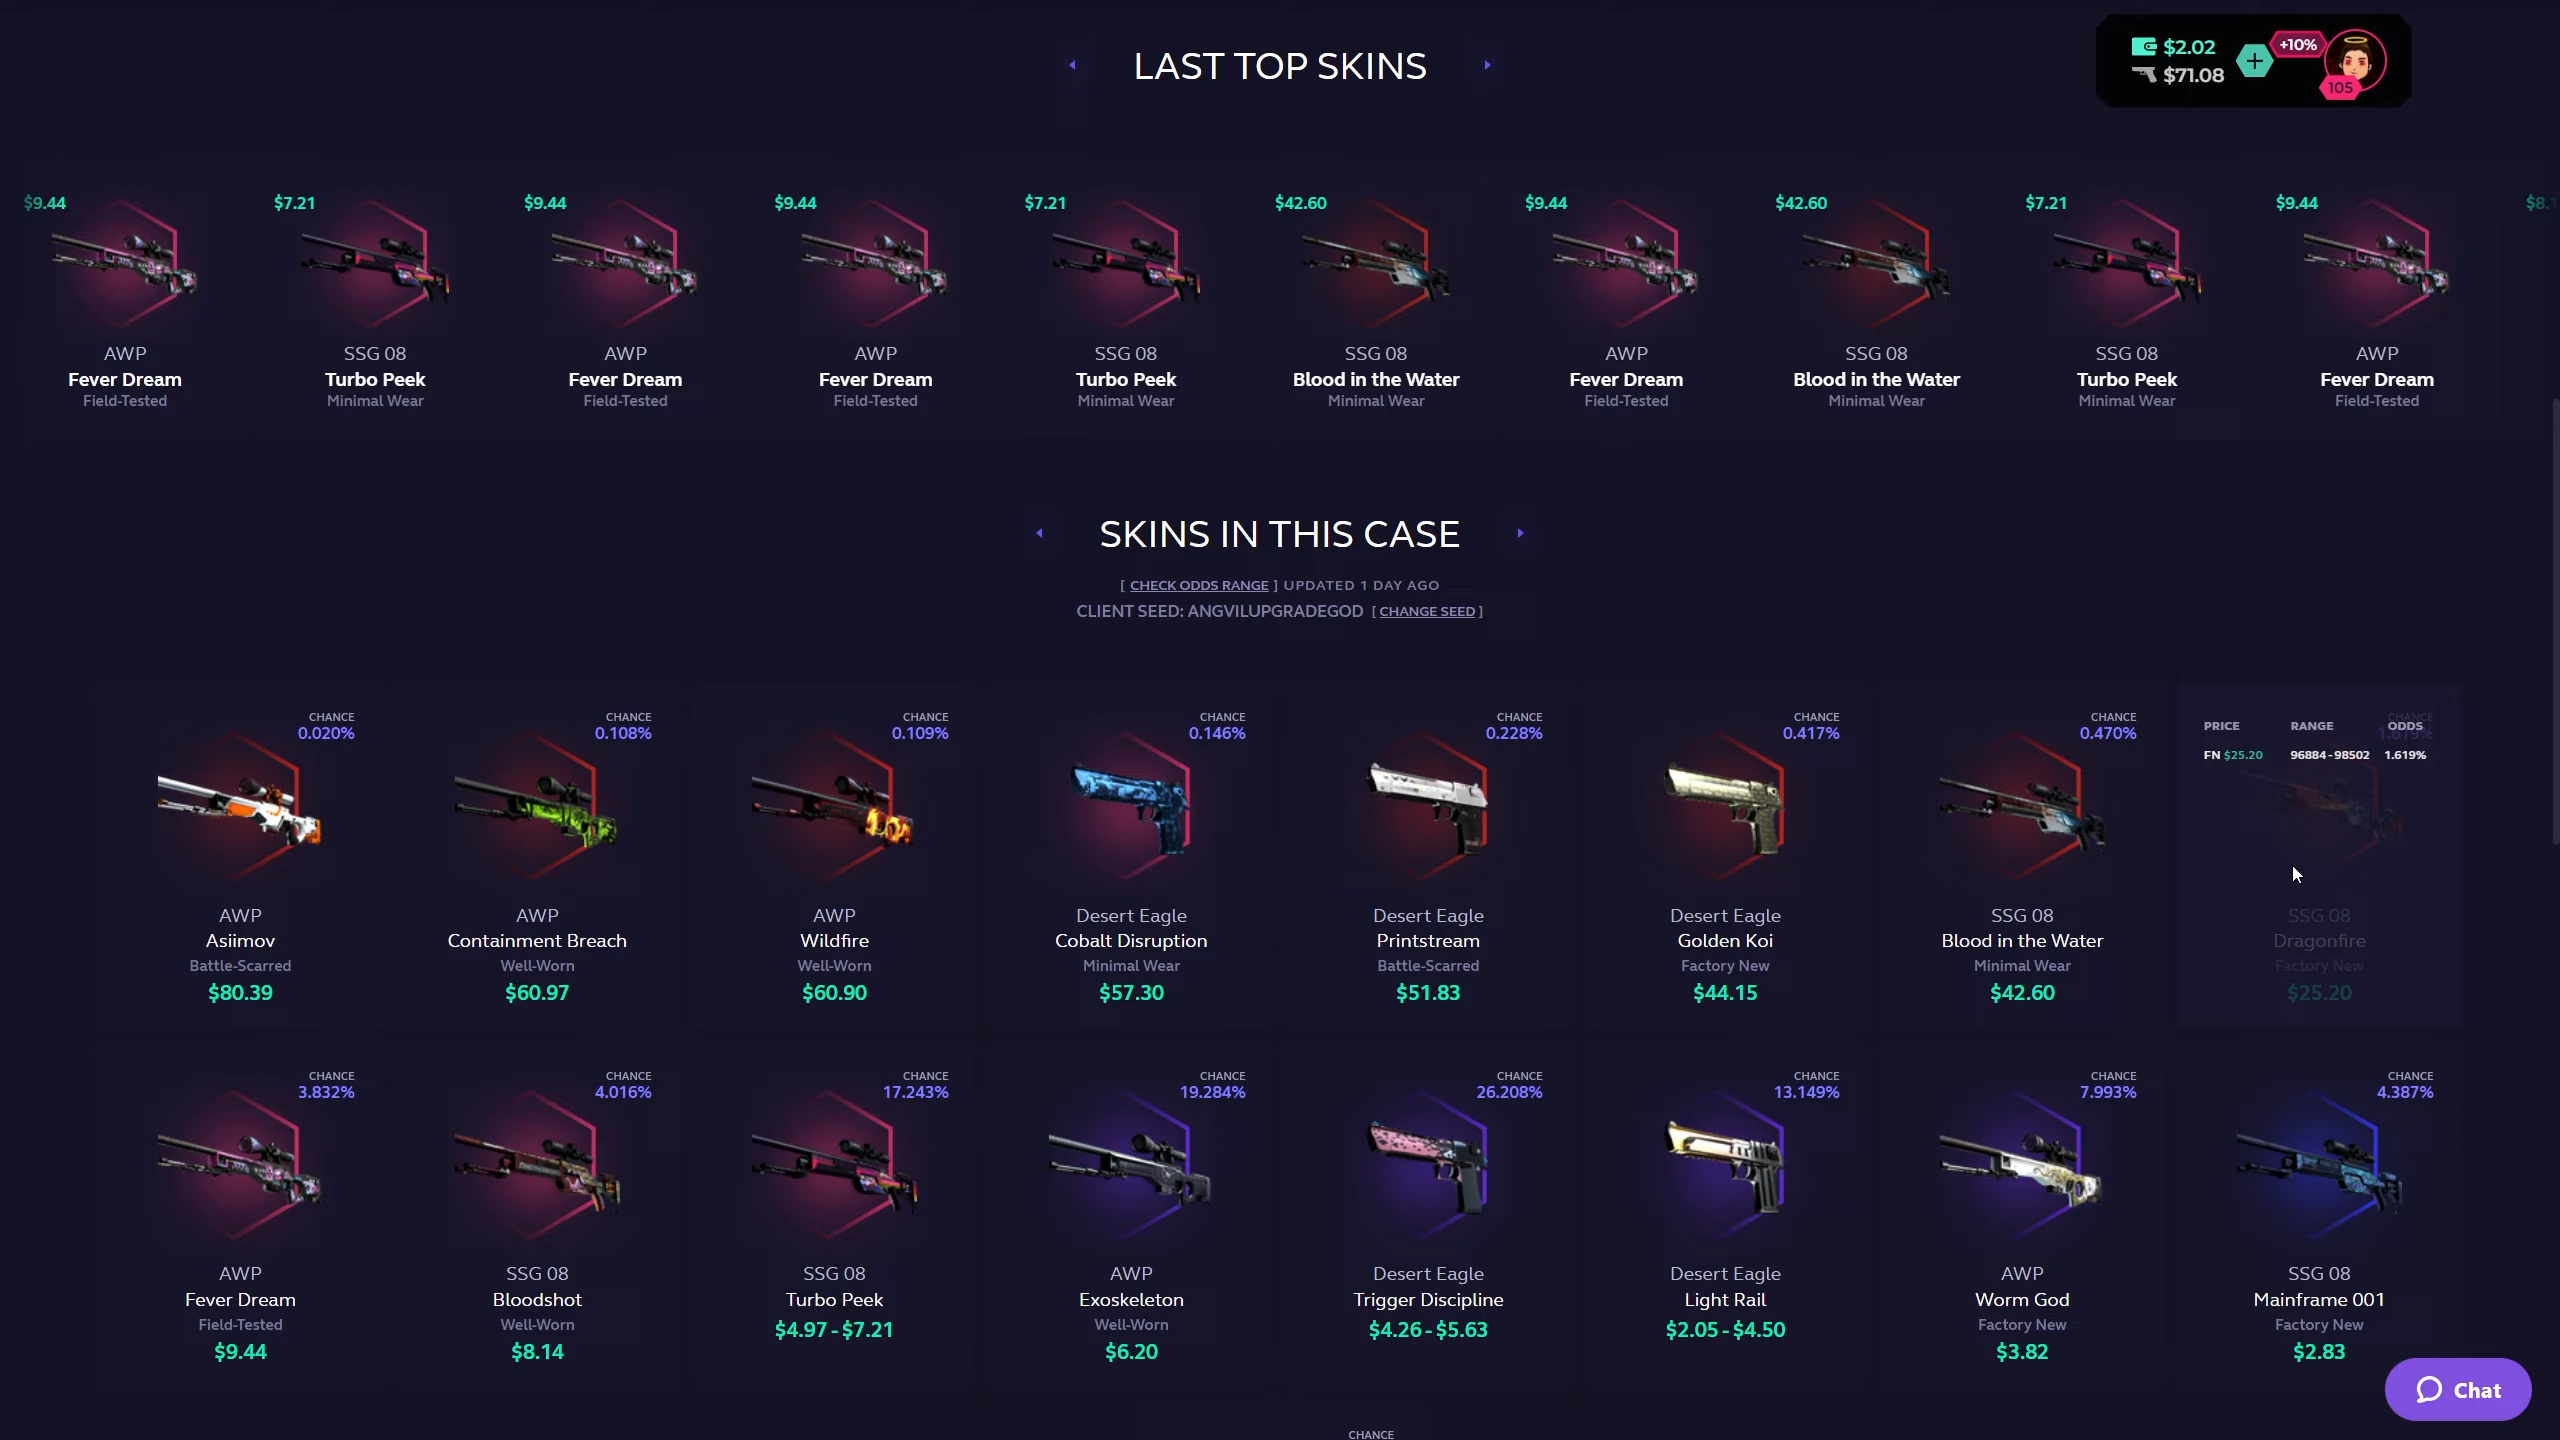 LAST TOP SKINS
$2.02
$71.08
+10%
105
$9.44
AWP
Fever Dream
Field-Tested
$7.21
SSG 08
Turbo Peek
Minimal Wear
$9.44
AWP
Fever Dream
Field-Tested
$9.44
AWP
Fever Dream
Field-Tested
$7.21
SSG 08
Turbo Peek
Minimal Wear
$42.60
SSG 08
Blood in the Water
Minimal Wear
$9.44
AWP
Fever Dream
Field-Tested
$42.60
SSG 08
Blood in the Water
Minimal Wear
$7.21
SSG 08
Turbo Peek
Minimal Wear
$9.44
AWP
Fever Dream
Field-Tested
SKINS IN THIS CASE
[ CHECK ODDS RANGE ] UPDATED 1 DAY AGO
CLIENT SEED: ANGVILUPGRADEGOD [ CHANGE SEED ]
CHANCE
0.020%
AWP
Asiimov
Battle-Scarred
$80.39
CHANCE
0.108%
AWP
Containment Breach
Well-Worn
$60.97
CHANCE
0.109%
AWP
Wildfire
Well-Worn
$60.90
CHANCE
0.146%
Desert Eagle
Cobalt Disruption
Minimal Wear
$57.30
CHANCE
0.228%
Desert Eagle
Printstream
Battle-Scarred
$51.83
CHANCE
0.417%
Desert Eagle
Golden Koi
Factory New
$44.15
CHANCE
0.470%
SSG 08
Blood in the Water
Minimal Wear
$42.60
CHANCE
1.619%
PRICE RANGE ODDS
FN $25.20 96884-98502 1.619%
SSG 08
Dragonfire
Factory New
$25.20
CHANCE
3.832%
AWP
Fever Dream
Field-Tested
$9.44
CHANCE
4.016%
SSG 08
Bloodshot
Well-Worn
$8.14
CHANCE
17.243%
SSG 08
Turbo Peek
$4.97 - $7.21
CHANCE
19.284%
AWP
Exoskeleton
Well-Worn
$6.20
CHANCE
26.208%
Desert Eagle
Trigger Discipline
$4.26 - $5.63
CHANCE
13.149%
Desert Eagle
Light Rail
$2.05 - $4.50
CHANCE
7.993%
AWP
Worm God
Factory New
$3.82
CHANCE
4.387%
SSG 08
Mainframe 001
Factory New
$2.83
Chat
CHANCE